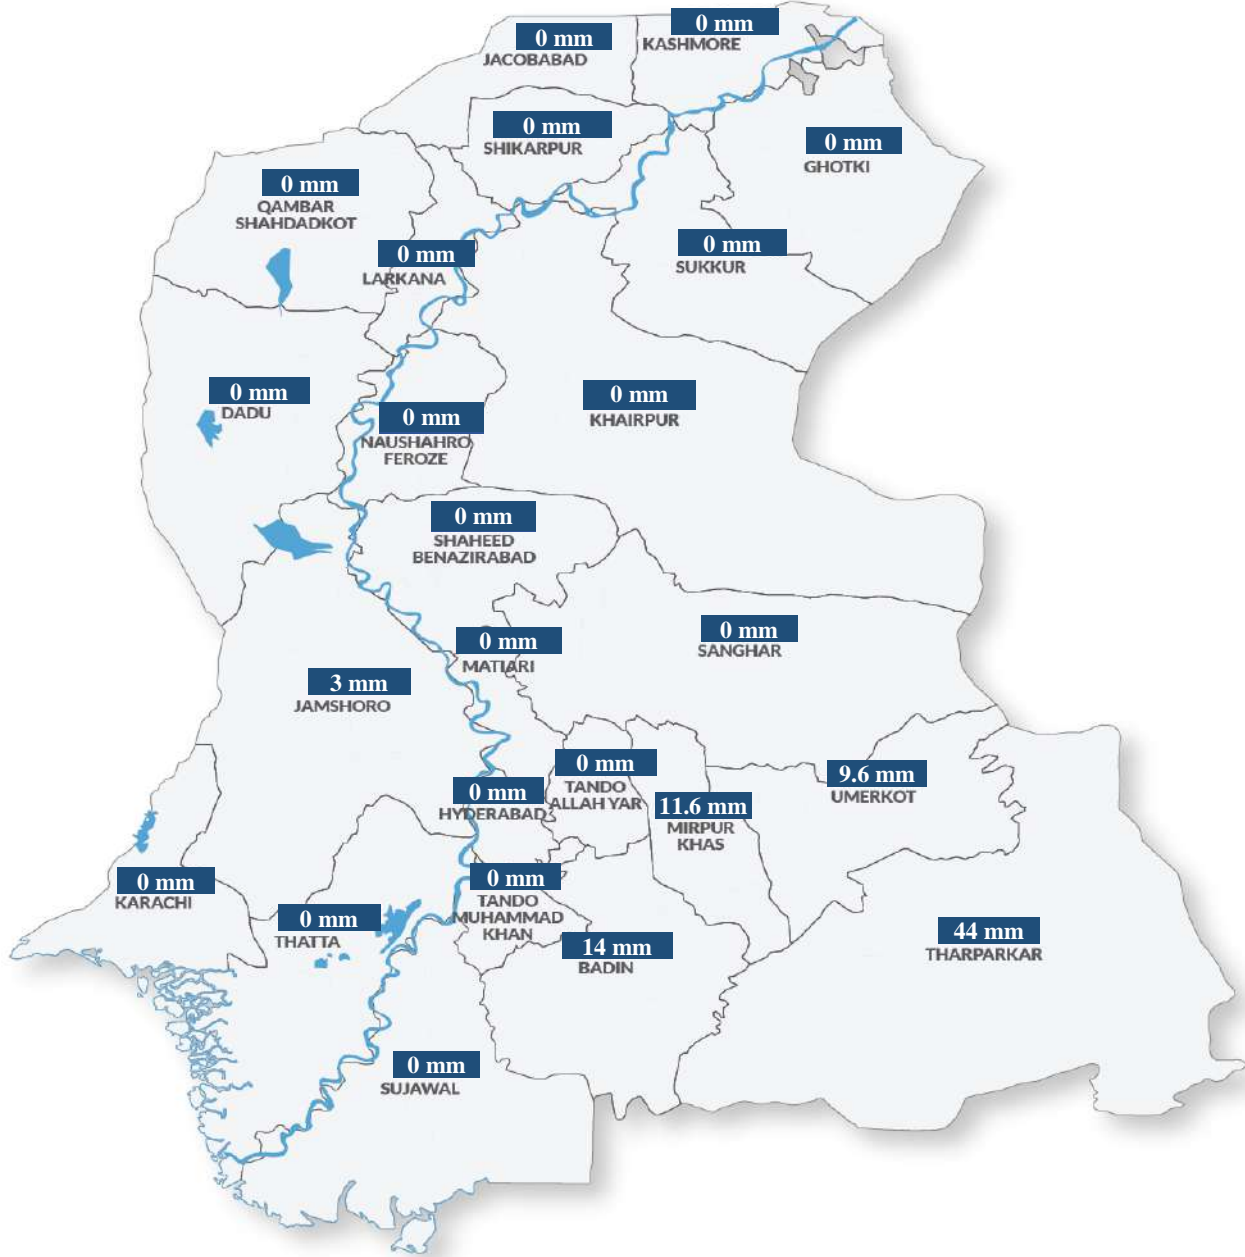 0 mm
KASHMORE
0 mm
JACOBABAD
0 mm
SHIKARPUR
0 mm
GHOTKI
0 mm
QAMBAR
SHAHDADKOT
0 mm
LARKANA
0 mm
SUKKUR
0 mm
DADU
0 mm
NAUSHAHRO
FEROZE
0 mm
KHAIRPUR
0 mm
SHAHEED
BENAZIRABAD
0 mm
MATIARI
0 mm
SANGHAR
3 mm
JAMSHORO
0 mm
TANDO
ALLAH YAR
9.6 mm
UMERKOT
0 mm
HYDERABAD
11.6 mm
MIRPUR
KHAS
0 mm
KARACHI
0 mm
TANDO
MUHAMMAD
KHAN
0 mm
THATTA
14 mm
BADIN
44 mm
THARPARKAR
0 mm
SUJAWAL